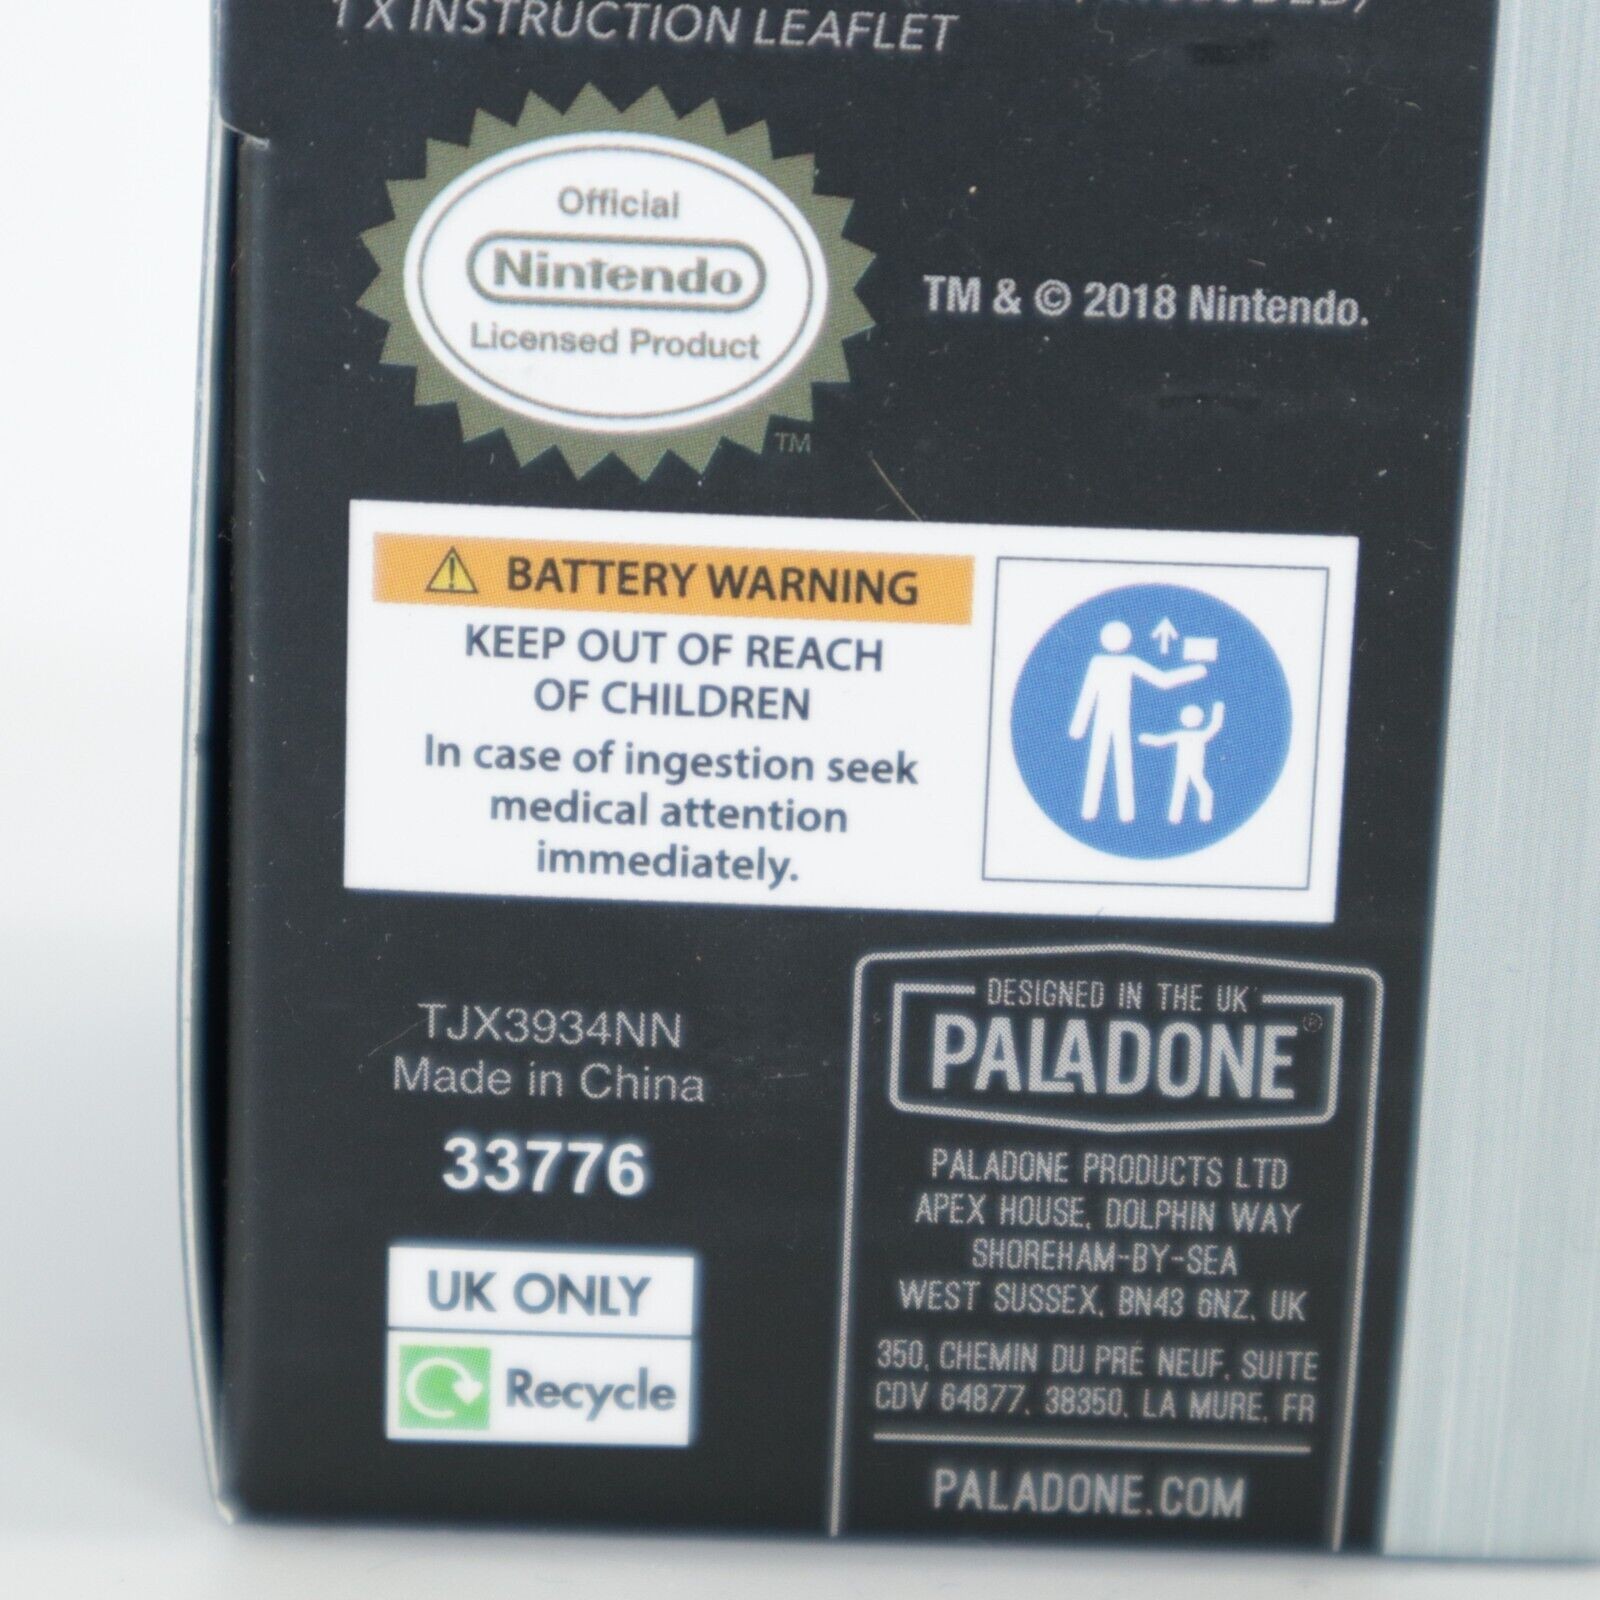 1 X INSTRUCTION LEAFLET
Official
Nintendo
Licensed Product
TM
TM & © 2018 Nintendo.
⚠ BATTERY WARNING
KEEP OUT OF REACH
OF CHILDREN
In case of ingestion seek
medical attention
immediately.
TJX3934NN
Made in China
33776
UK ONLY
Recycle
DESIGNED IN THE UK
PALADONE®
PALADONE PRODUCTS LTD
APEX HOUSE, DOLPHIN WAY
SHOREHAM-BY-SEA
WEST SUSSEX, BN43 6NZ, UK
350, CHEMIN DU PRÉ NEUF, SUITE
CDV 64877, 38350, LA MURE, FR
PALADONE.COM